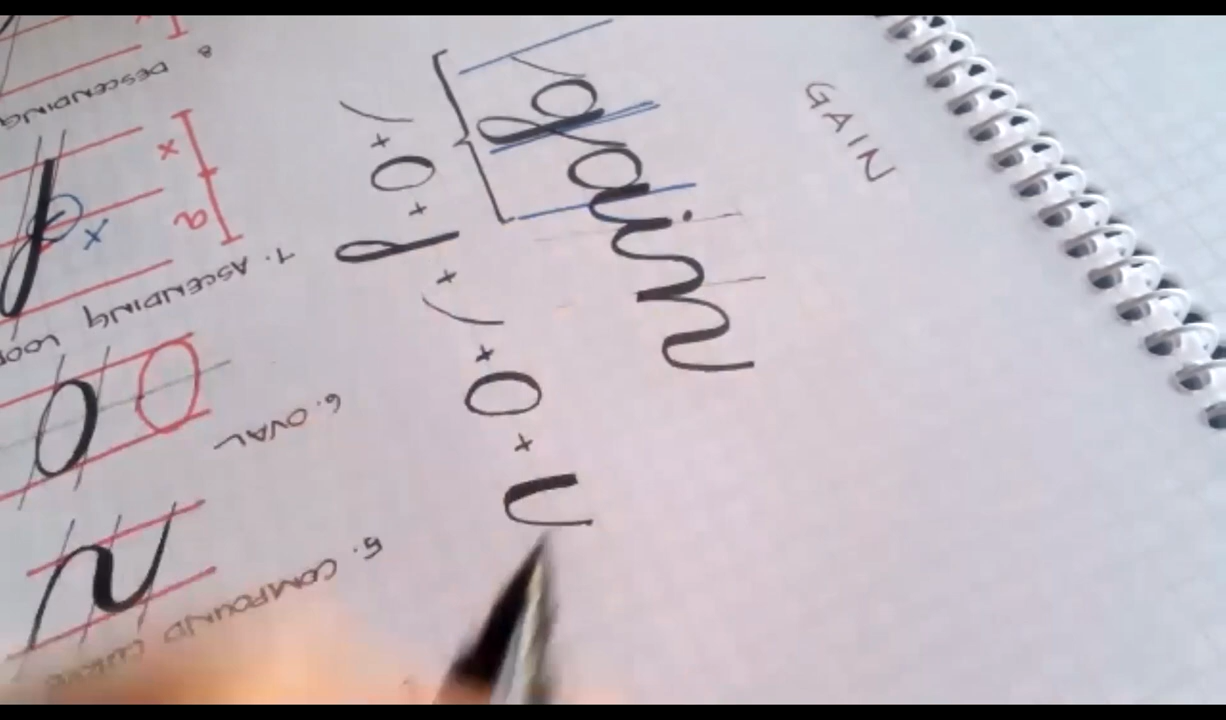 GAIN
gain
8. DESCENDING
x
a
x
7. ASCENDING LOOP
6. OVAL
5. COMPOUND CURVE